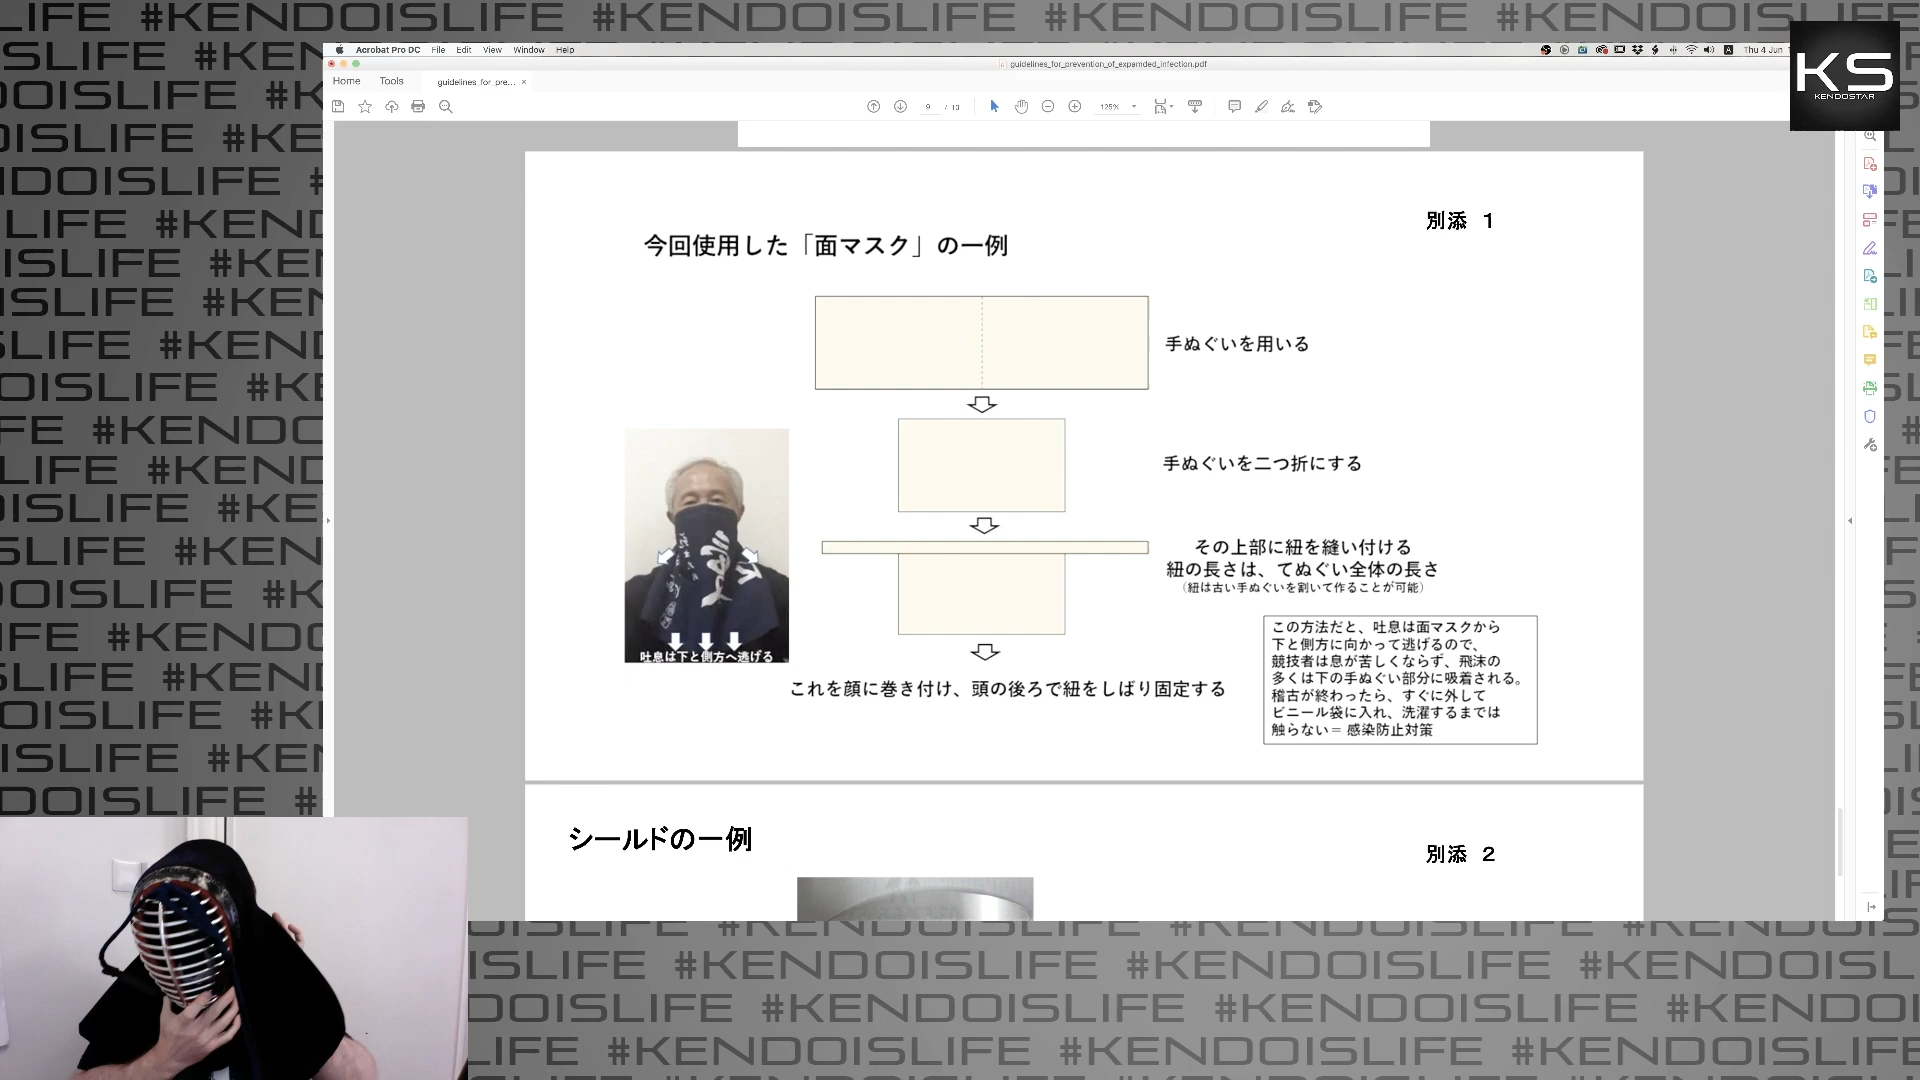 Acrobat Pro DC File Edit View Window Help
Thu 4 Jun
guidelines_for_prevention_of_expamded_infection.pdf
Home Tools guidelines_for_pre... ×
9 / 10
125%
KS
KENDOSTAR
別添 1
今回使用した「面マスク」の一例
手ぬぐいを用いる
手ぬぐいを二つ折にする
その上部に紐を縫い付ける
紐の長さは、てぬぐい全体の長さ
（紐は古い手ぬぐいを割いて作ることが可能）
吐息は下と側方へ逃げる
これを顔に巻き付け、頭の後ろで紐をしばり固定する
この方法だと、吐息は面マスクから
下と側方に向かって逃げるので、
競技者は息が苦しくならず、飛沫の
多くは下の手ぬぐい部分に吸着される。
稽古が終わったら、すぐに外して
ビニール袋に入れ、洗濯するまでは
触らない＝ 感染防止対策
シールドの一例
別添 2
#KENDOISLIFE #KENDOISLIFE #KENDOISLIFE #KENDOISLIFE